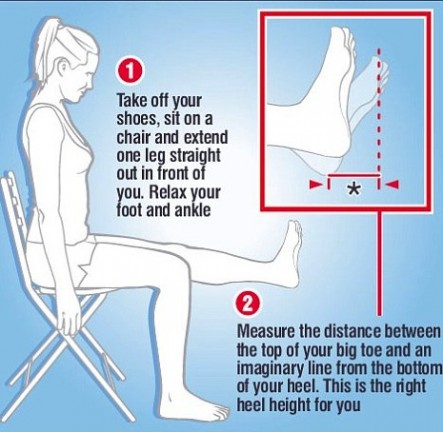 1
Take off your
shoes, sit on a
chair and extend
one leg straight
out in front of
you. Relax your
foot and ankle
*
2
Measure the distance between
the top of your big toe and an
imaginary line from the bottom
of your heel. This is the right
heel height for you